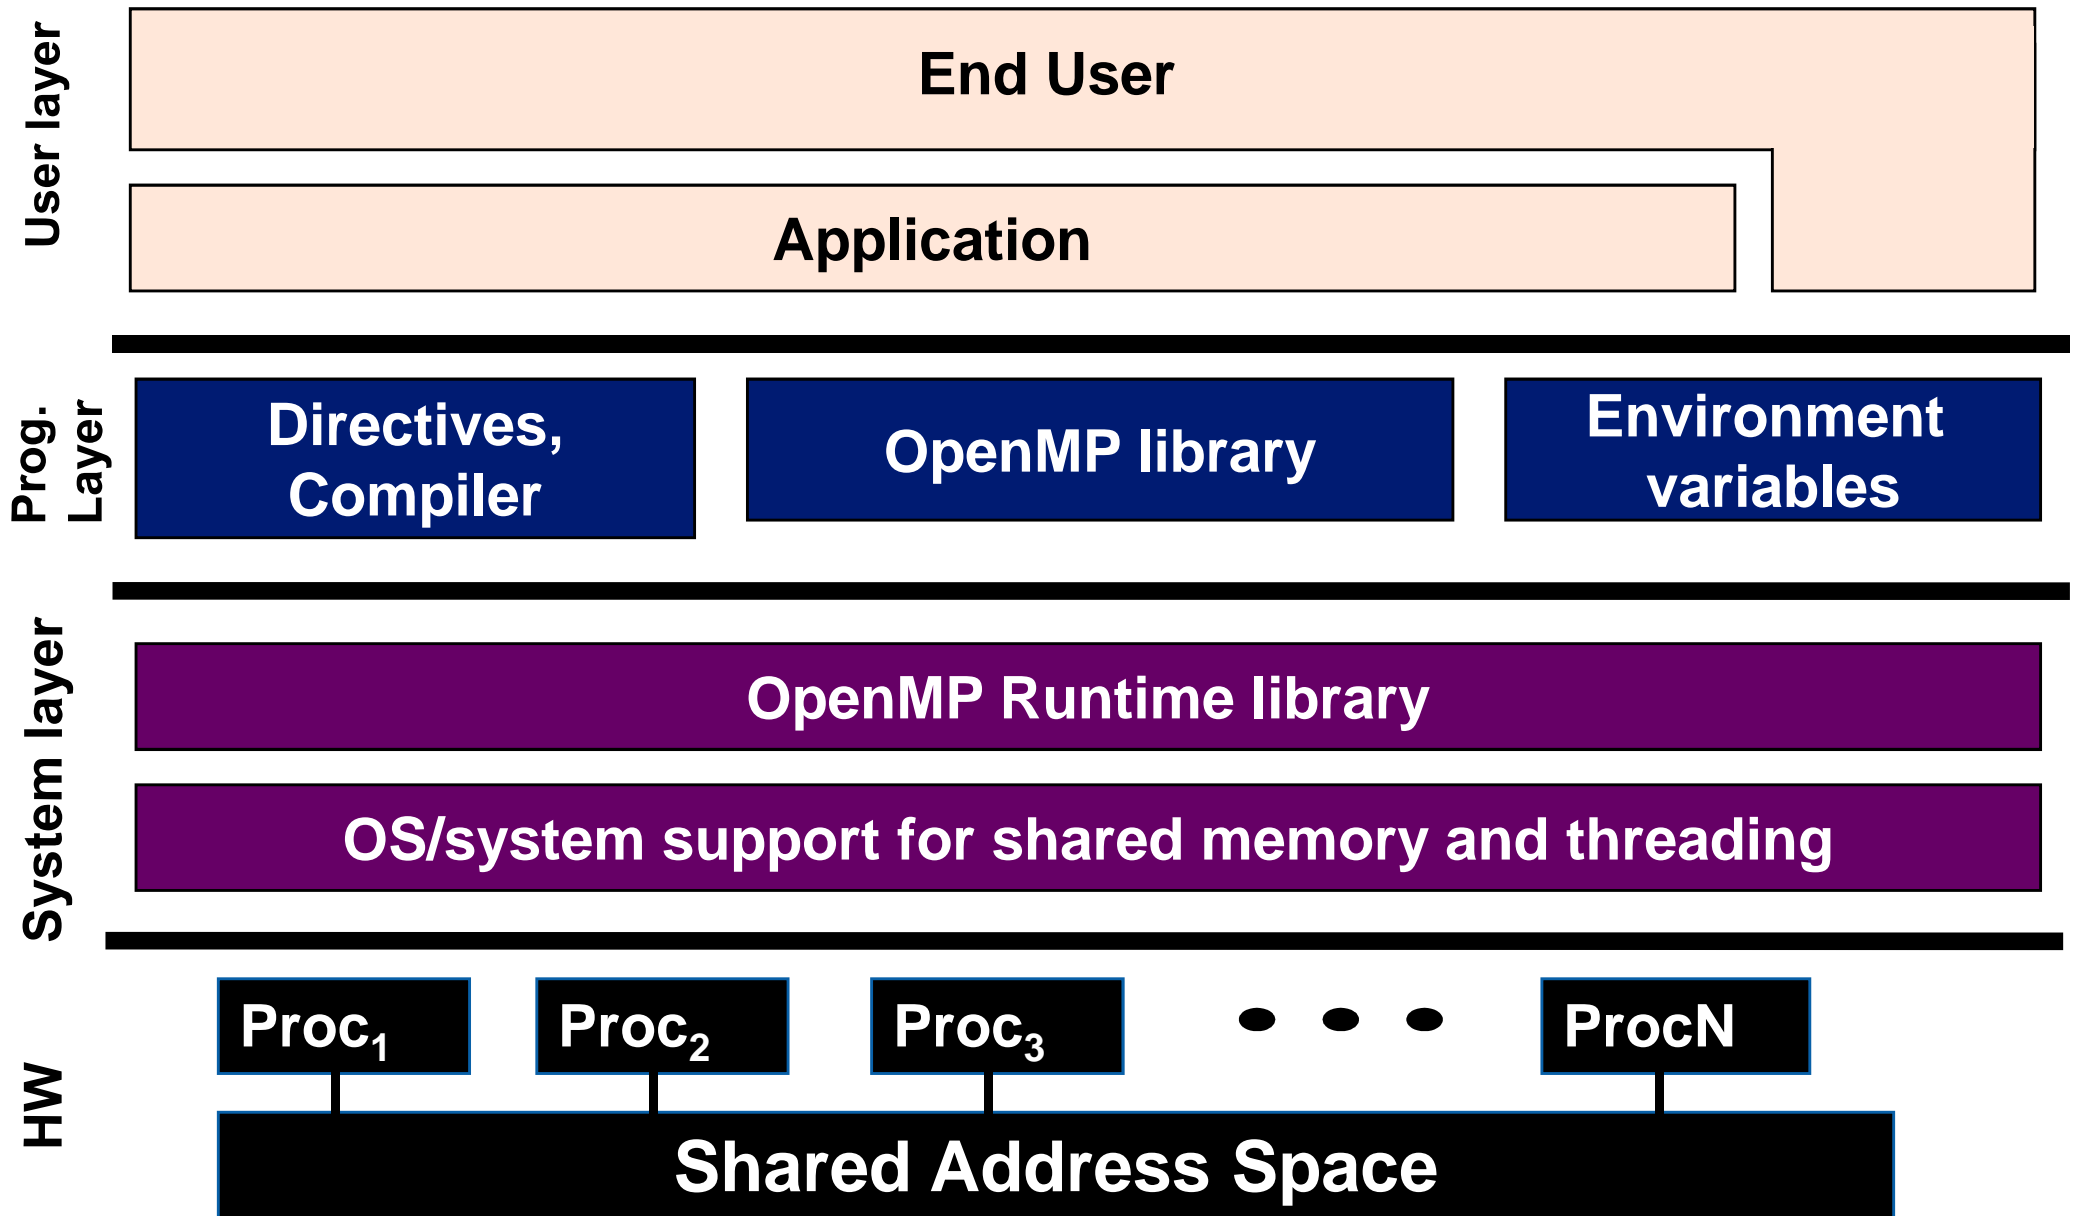 User layer
End User
Application
Prog.
Layer
Directives,
Compiler
OpenMP library
Environment
variables
System layer
OpenMP Runtime library
OS/system support for shared memory and threading
HW
Proc1
Proc2
Proc3
ProcN
Shared Address Space